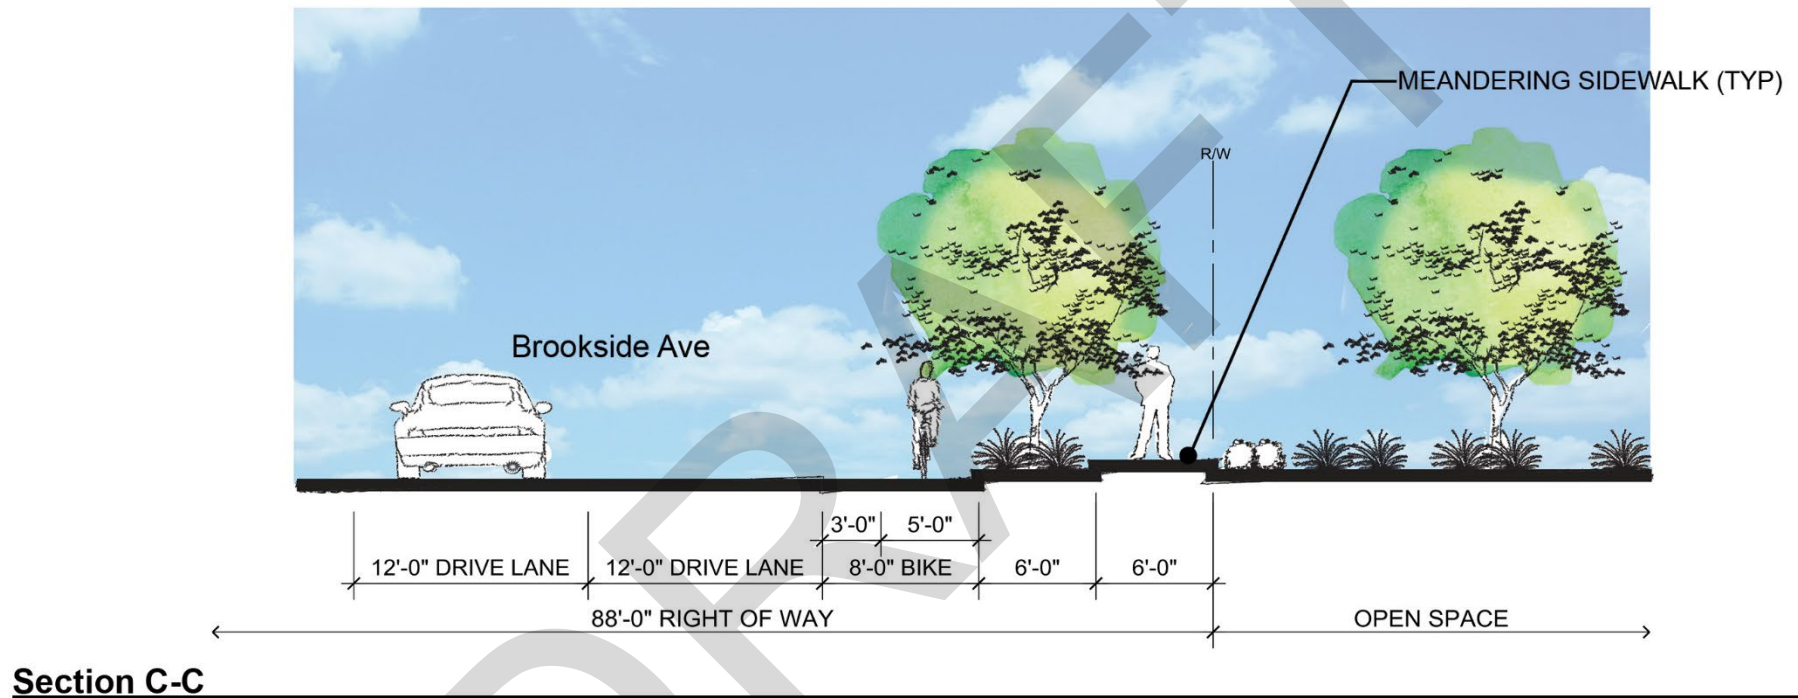 MEANDERING SIDEWALK (TYP)
R/W
Brookside Ave
3'-0" 5'-0"
12'-0" DRIVE LANE 12'-0" DRIVE LANE 8'-0" BIKE 6'-0" 6'-0"
88'-0" RIGHT OF WAY OPEN SPACE
Section C-C
DRAFT